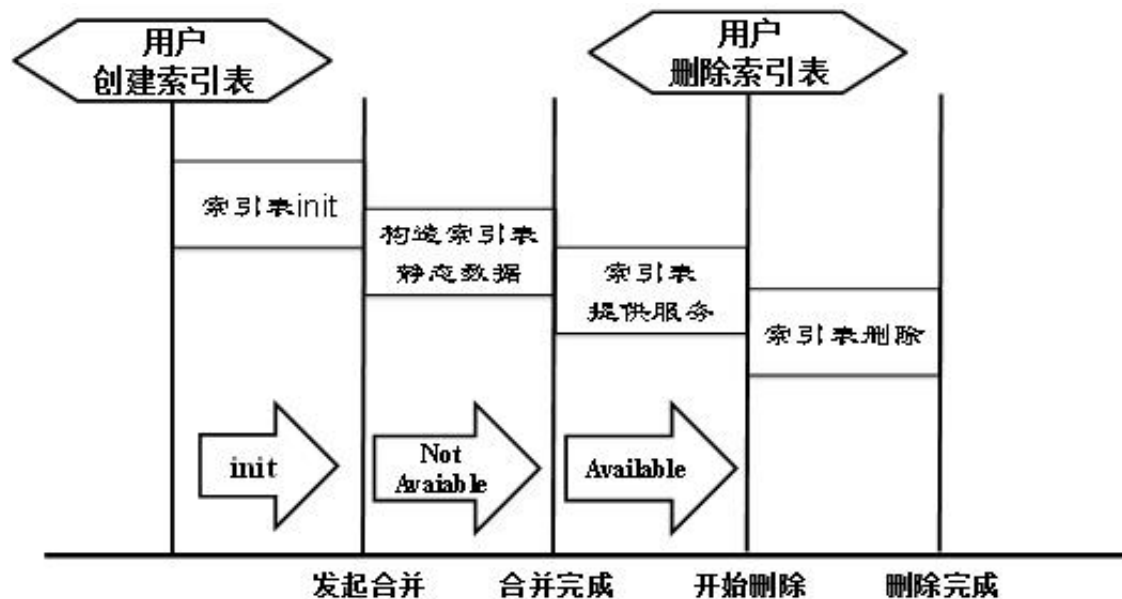 用户
创建索引表
用户
删除索引表
索引表init
构造索引表
静态数据
索引表
提供服务
索引表删除
init
Not
Avaiable
Available
发起合并
合并完成
开始删除
删除完成